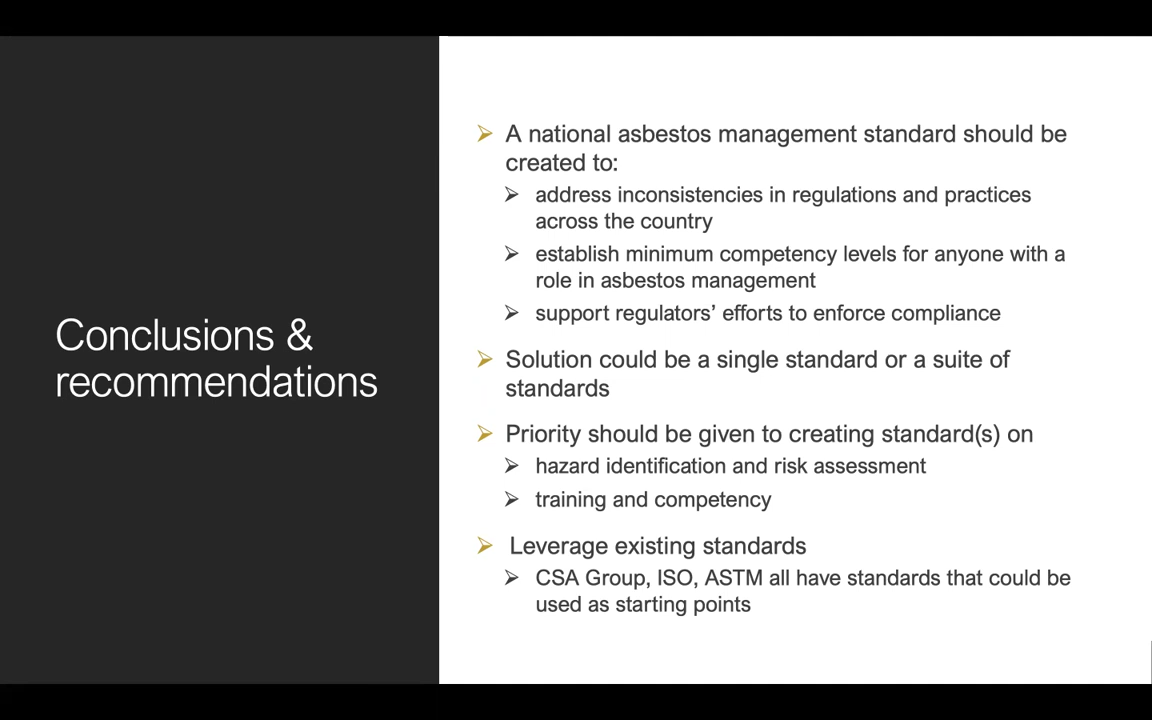 Conclusions &
recommendations
A national asbestos management standard should be
created to:
address inconsistencies in regulations and practices
across the country
establish minimum competency levels for anyone with a
role in asbestos management
support regulators’ efforts to enforce compliance
Solution could be a single standard or a suite of
standards
Priority should be given to creating standard(s) on
hazard identification and risk assessment
training and competency
Leverage existing standards
CSA Group, ISO, ASTM all have standards that could be
used as starting points